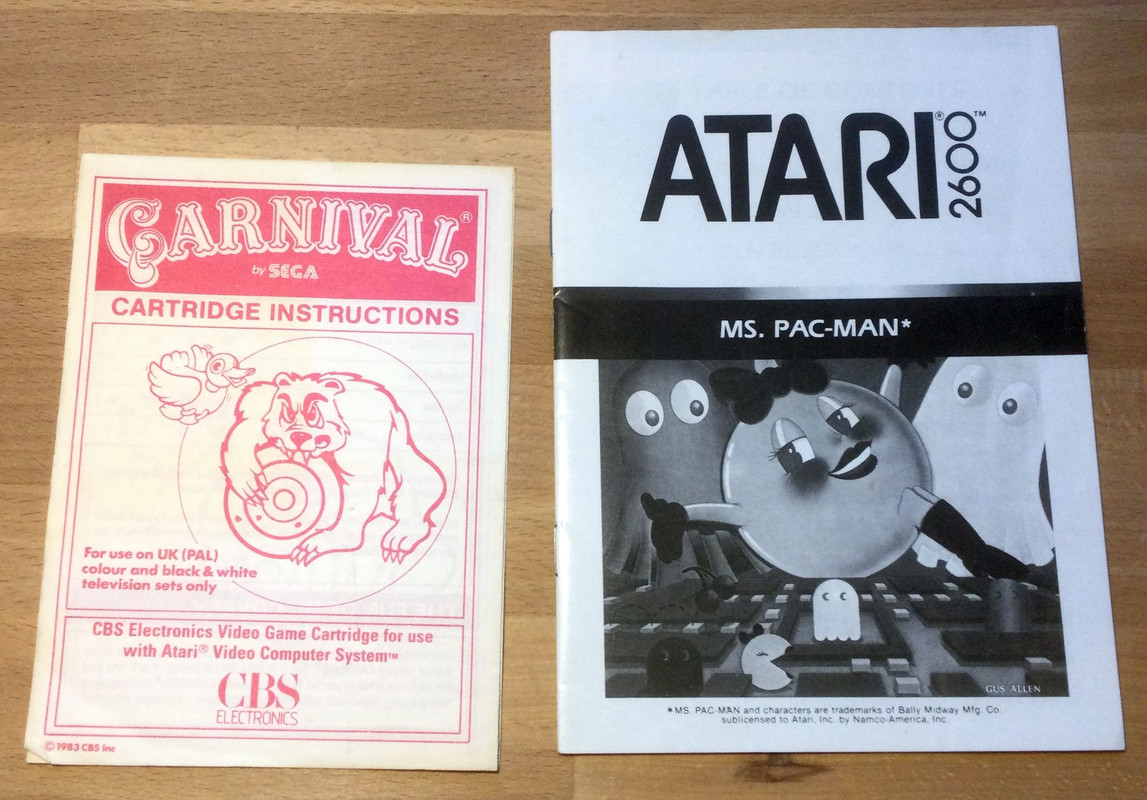 CARNIVAL®
by SEGA
CARTRIDGE INSTRUCTIONS
For use on UK (PAL)
colour and black & white
television sets only
CBS Electronics Video Game Cartridge for use
with Atari® Video Computer System™
CBS
ELECTRONICS
©1983 CBS Inc
ATARI® 2600™
MS. PAC-MAN*
GUS ALLEN
*MS. PAC-MAN and characters are trademarks of Bally Midway Mfg. Co.
sublicensed to Atari, Inc. by Namco-America, Inc.